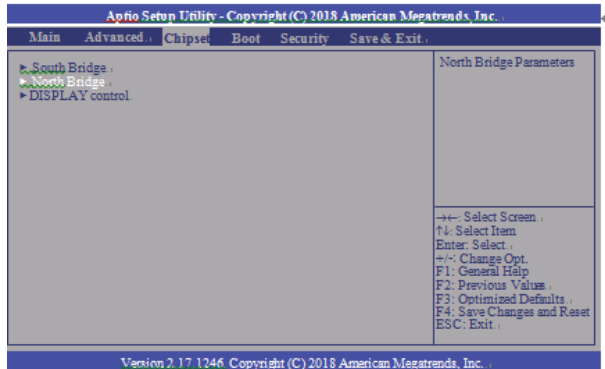 Aptio Setup Utility - Copyright (C) 2018 American Megatrends, Inc.
Main Advanced Chipset Boot Security Save & Exit
► South Bridge
► North Bridge
► DISPLAY control
North Bridge Parameters
→←: Select Screen
↑↓: Select Item
Enter: Select
+/-: Change Opt.
F1: General Help
F2: Previous Values
F3: Optimized Defaults
F4: Save Changes and Reset
ESC: Exit
Version 2.17.1246. Copyright (C) 2018 American Megatrends, Inc.